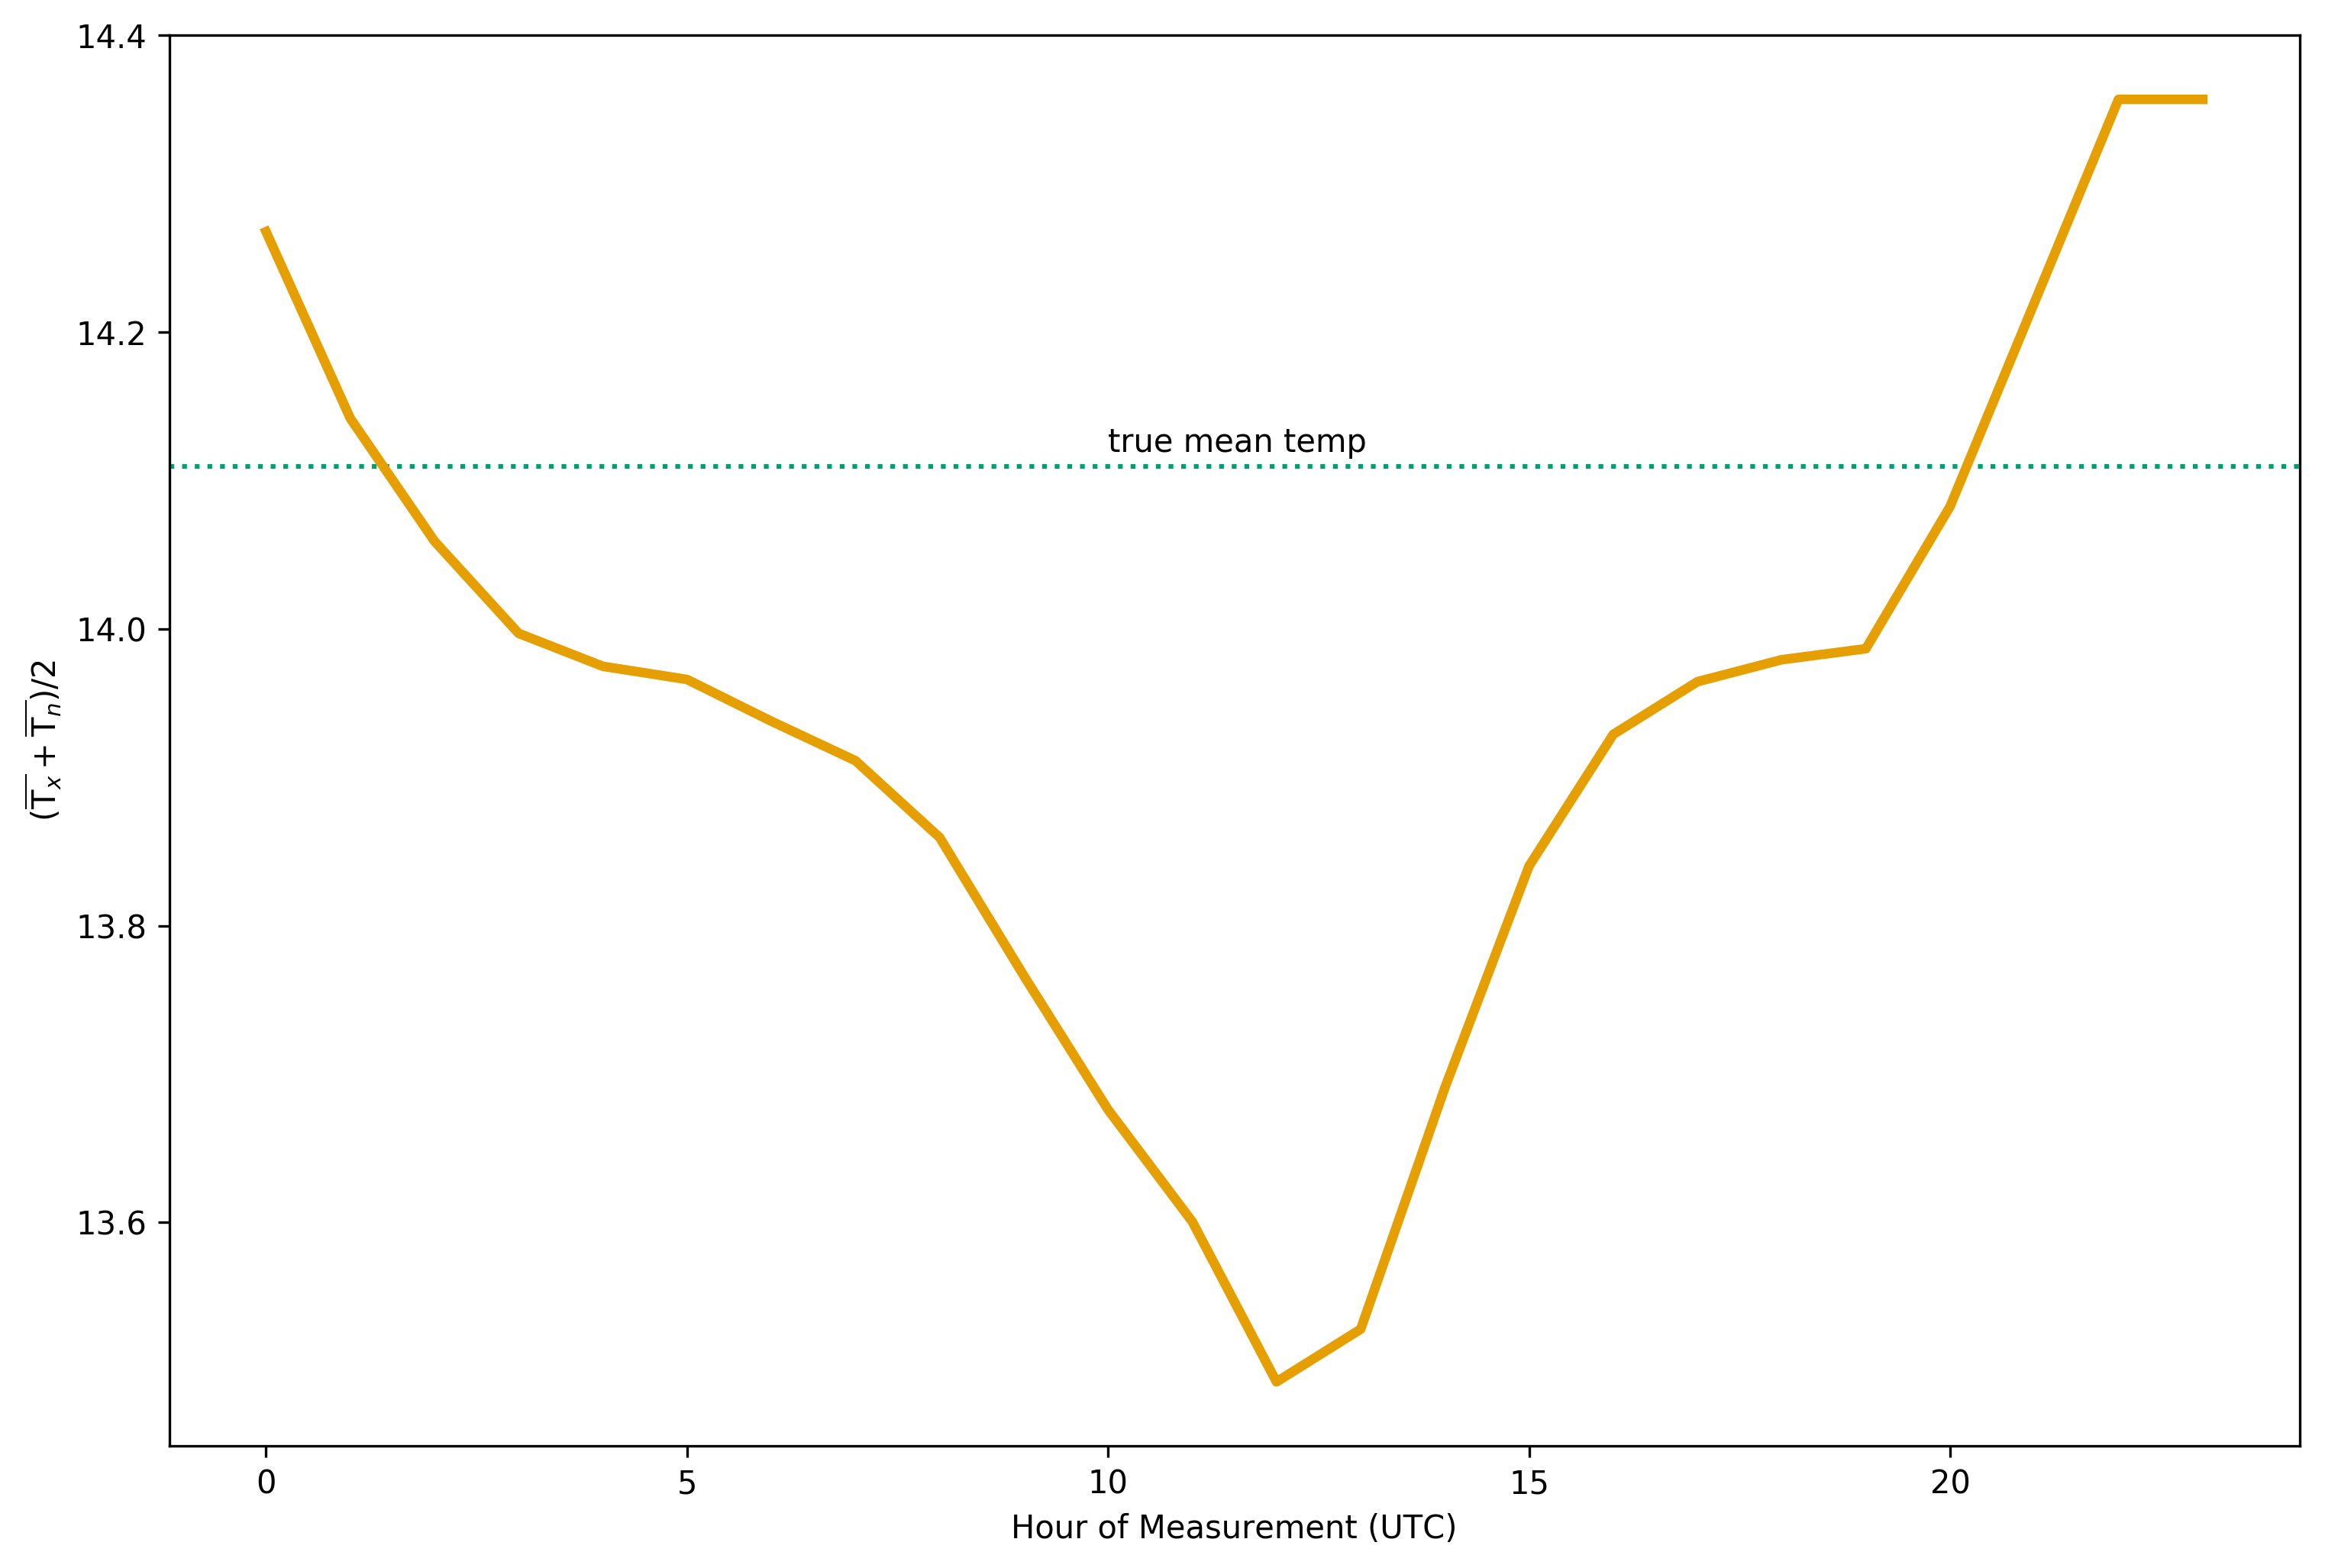 14.4
14.2
14.0
13.8
13.6
(T̅ₓ + T̅ₙ)/2
true mean temp
0 5 10 15 20
Hour of Measurement (UTC)